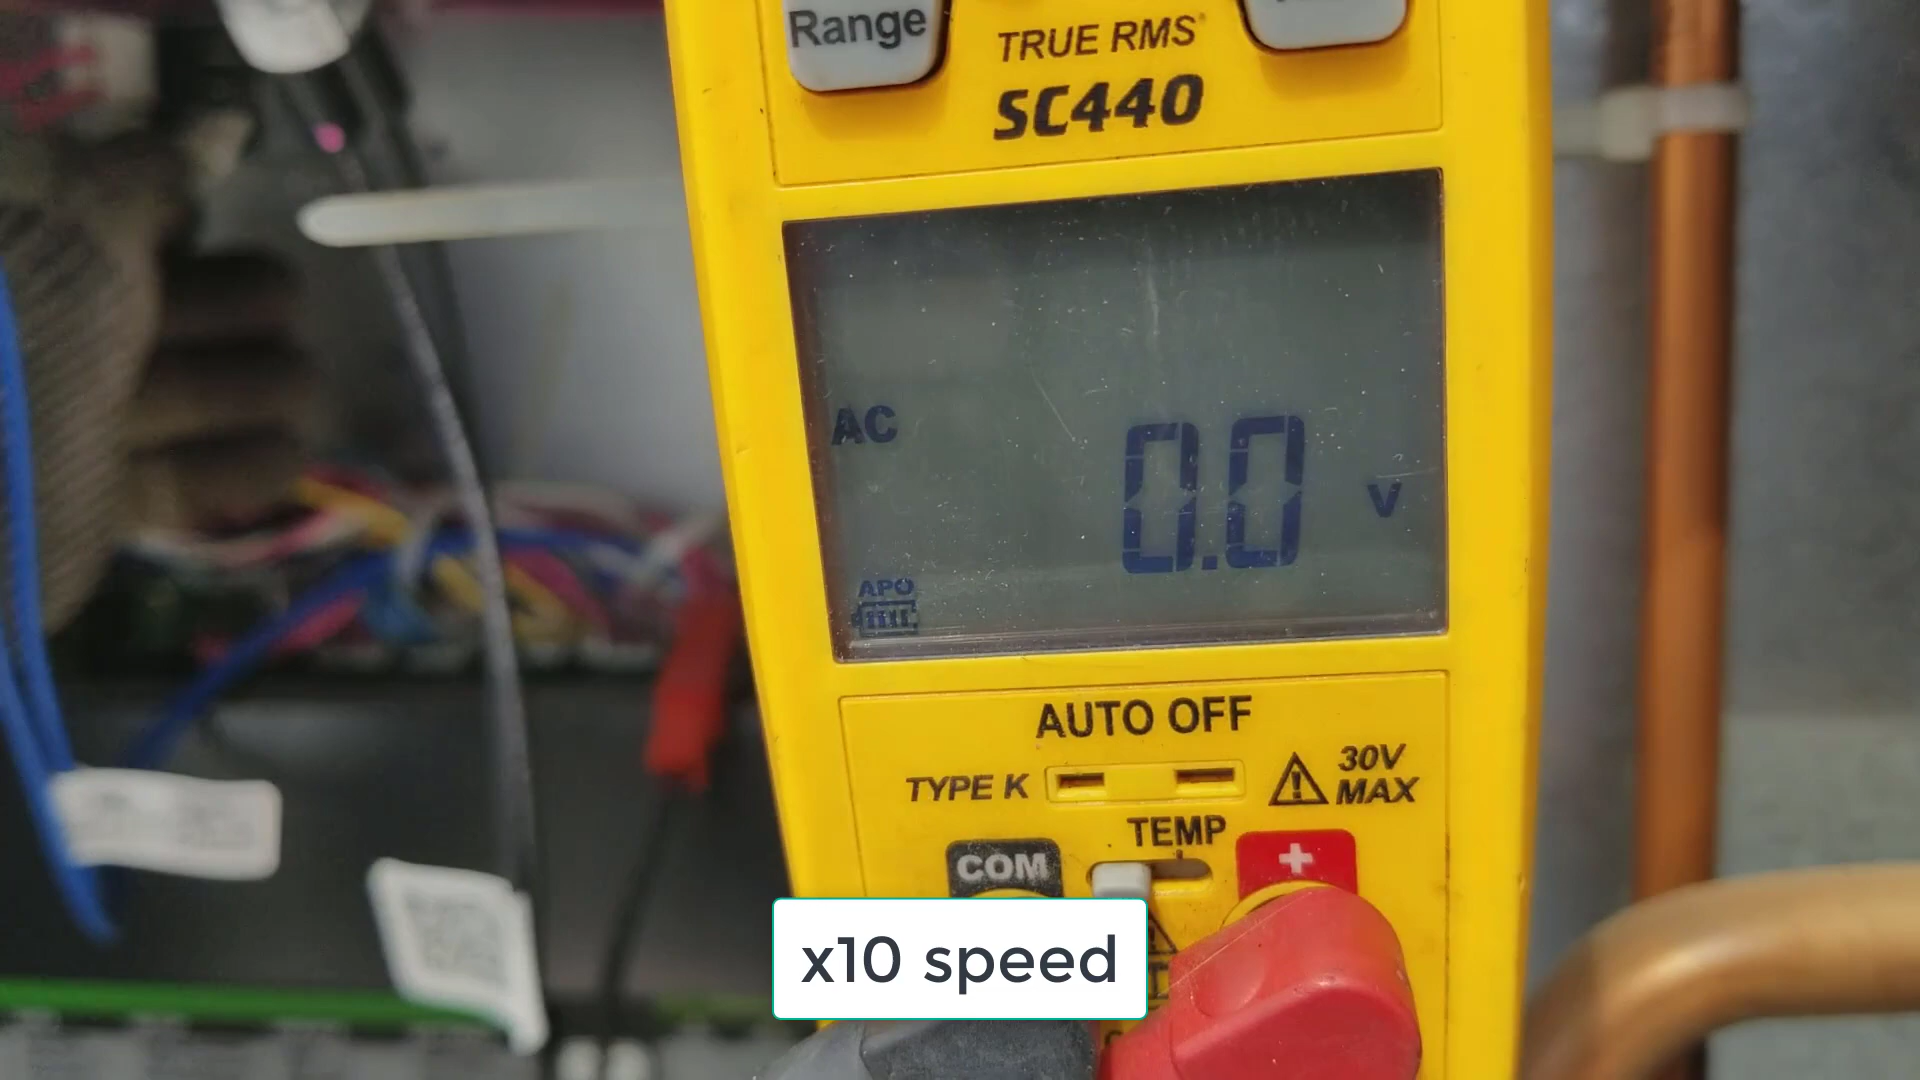 Range
TRUE RMS
SC440
AC
0.0 V
APO
AUTO OFF
TYPE K
30V
MAX
TEMP
COM
+
x10 speed